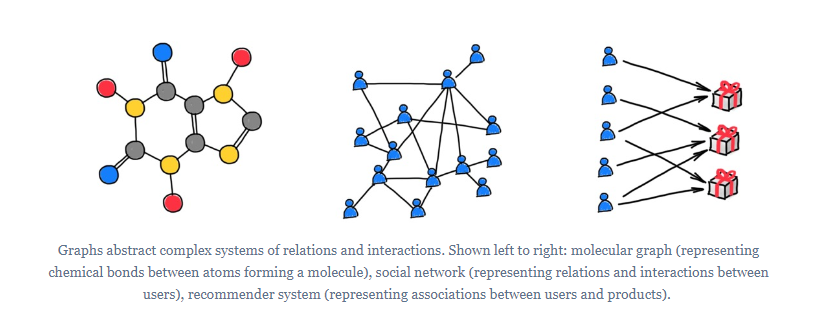 Graphs abstract complex systems of relations and interactions. Shown left to right: molecular graph (representing
chemical bonds between atoms forming a molecule), social network (representing relations and interactions between
users), recommender system (representing associations between users and products).